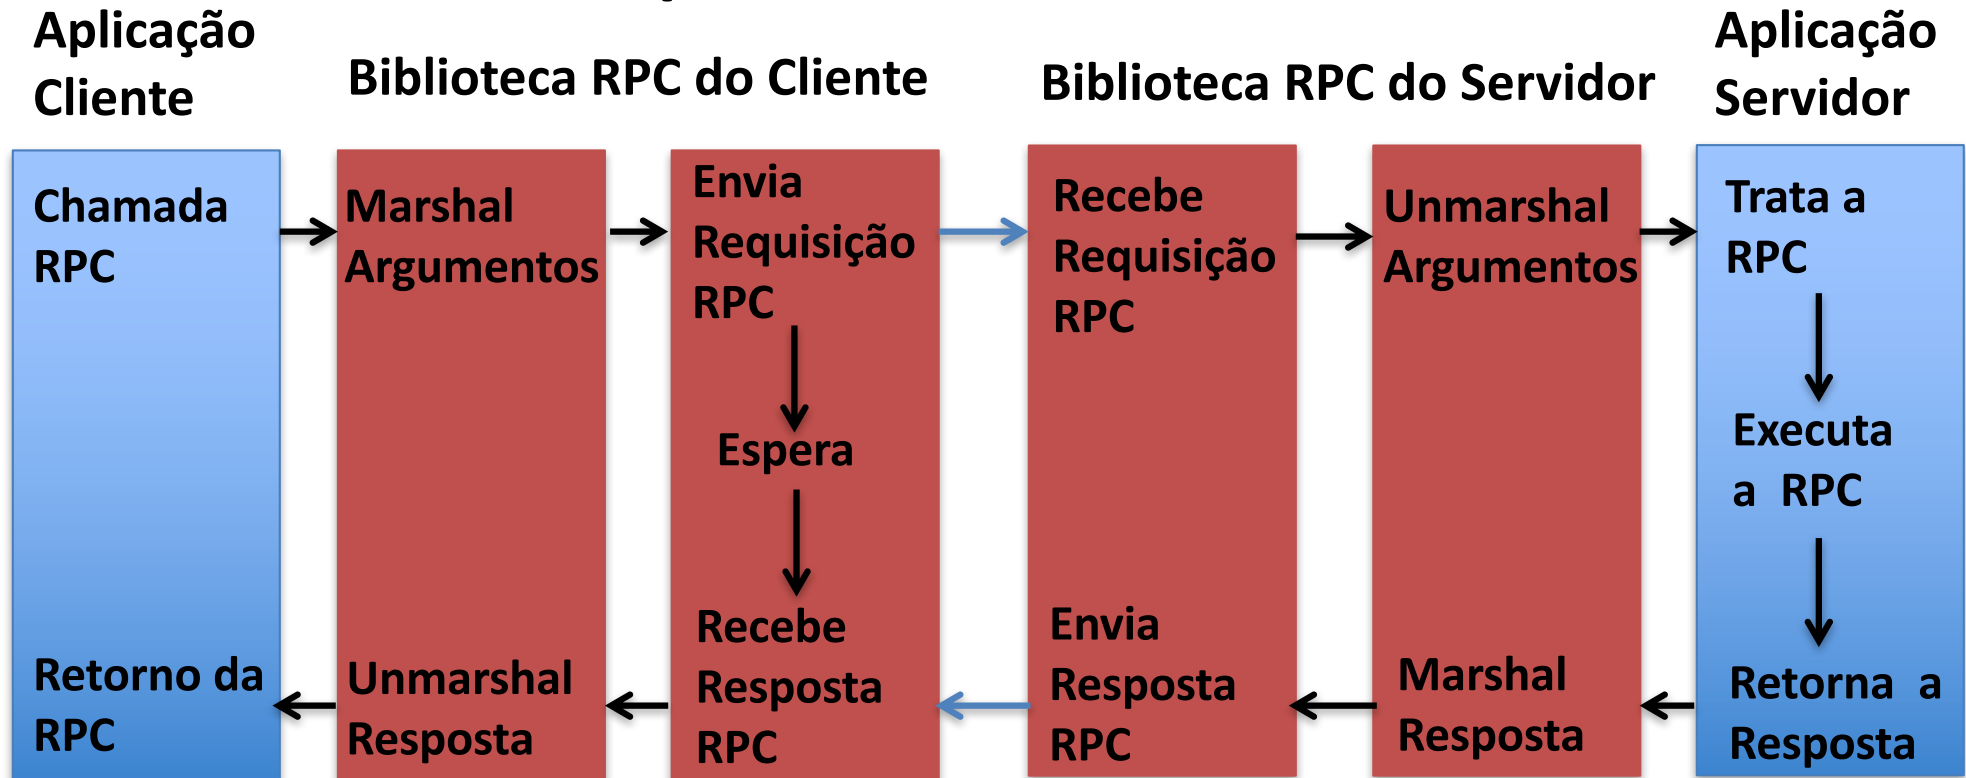 Aplicação
Cliente
Biblioteca RPC do Cliente
Biblioteca RPC do Servidor
Aplicação
Servidor
Chamada
RPC
Marshal
Argumentos
Envia
Requisição
RPC
Recebe
Requisição
RPC
Unmarshal
Argumentos
Trata a
RPC
Espera
Executa
a RPC
Retorno da
RPC
Unmarshal
Resposta
Recebe
Resposta
RPC
Envia
Resposta
RPC
Marshal
Resposta
Retorna a
Resposta